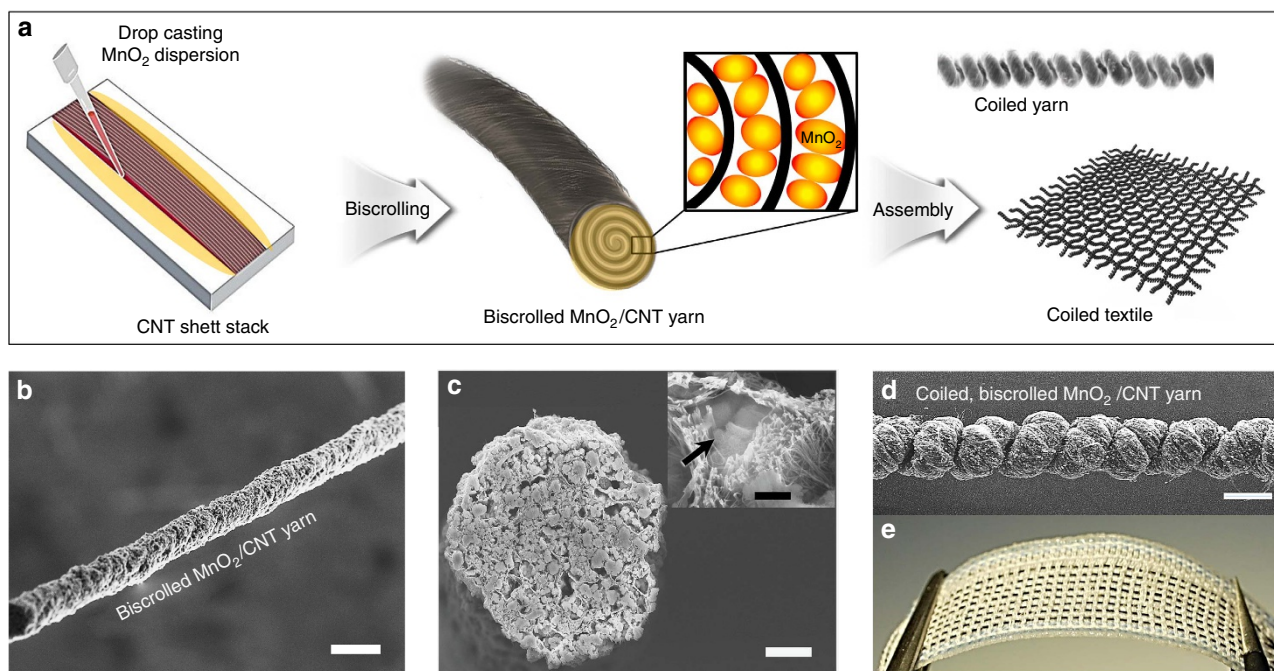 a
Drop casting
MnO₂ dispersion
CNT shett stack
Biscrolling
Biscrolled MnO₂/CNT yarn
MnO₂
Assembly
Coiled yarn
Coiled textile
b
Biscrolled MnO₂/CNT yarn
c
d
Coiled, biscrolled MnO₂ /CNT yarn
e